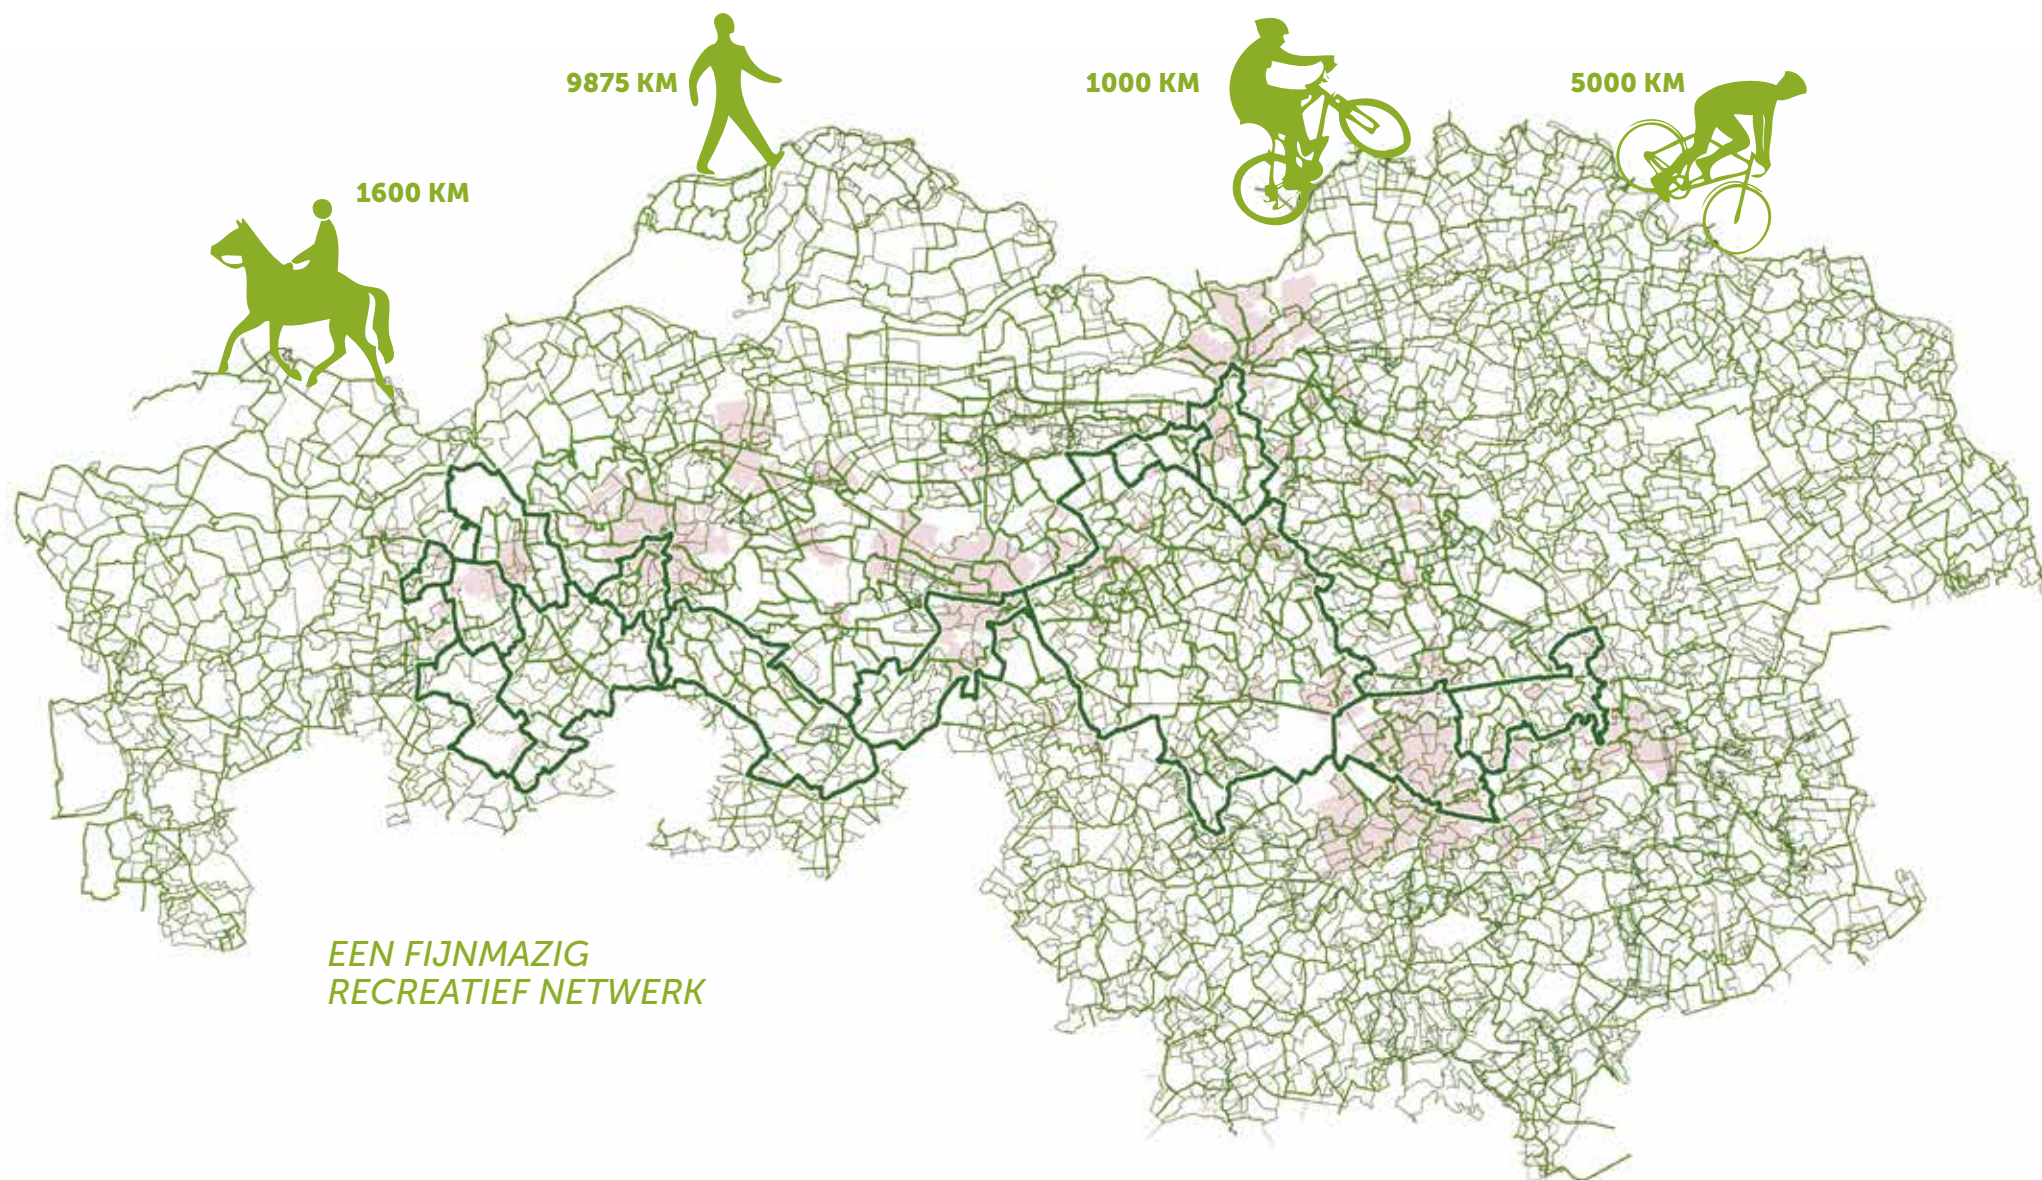 9875 KM
1000 KM
5000 KM
1600 KM
EEN FIJNMAZIG
RECREATIEF NETWERK